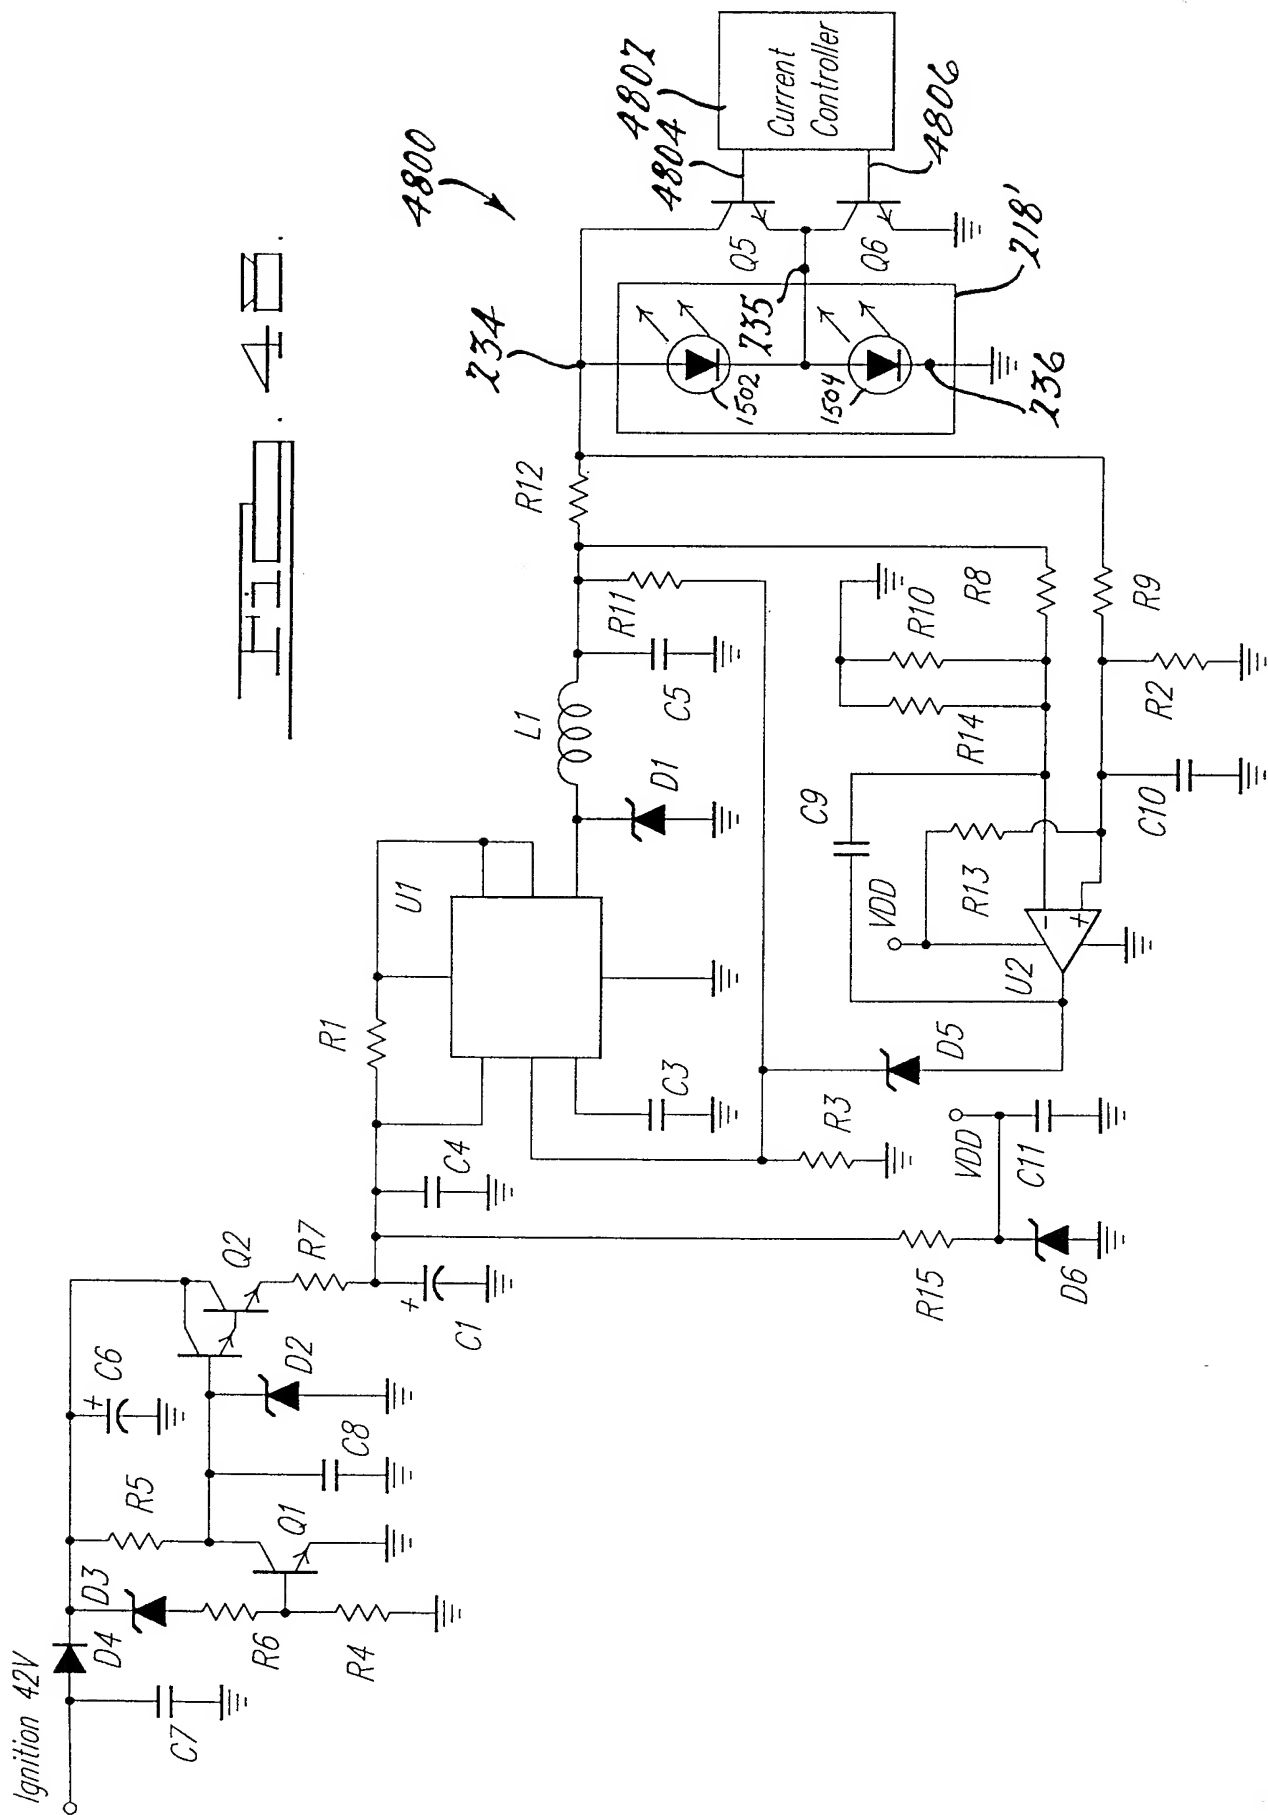 Fig. 48.
4800
Ignition 42V
D4
C7
D3
R6
R4
R5
Q1
C6
C8
D2
Q2
R7
+
C1
C4
R1
U1
C3
L1
D1
C5
R11
R12
234
1502
1504
235
236
218'
Q5
Q6
4804
4802
4806
Current
Controller
R15
D6
VDD
C11
R3
D5
U2
VDD
R13
C9
C10
R14
R10
R8
R9
R2
-
+
+